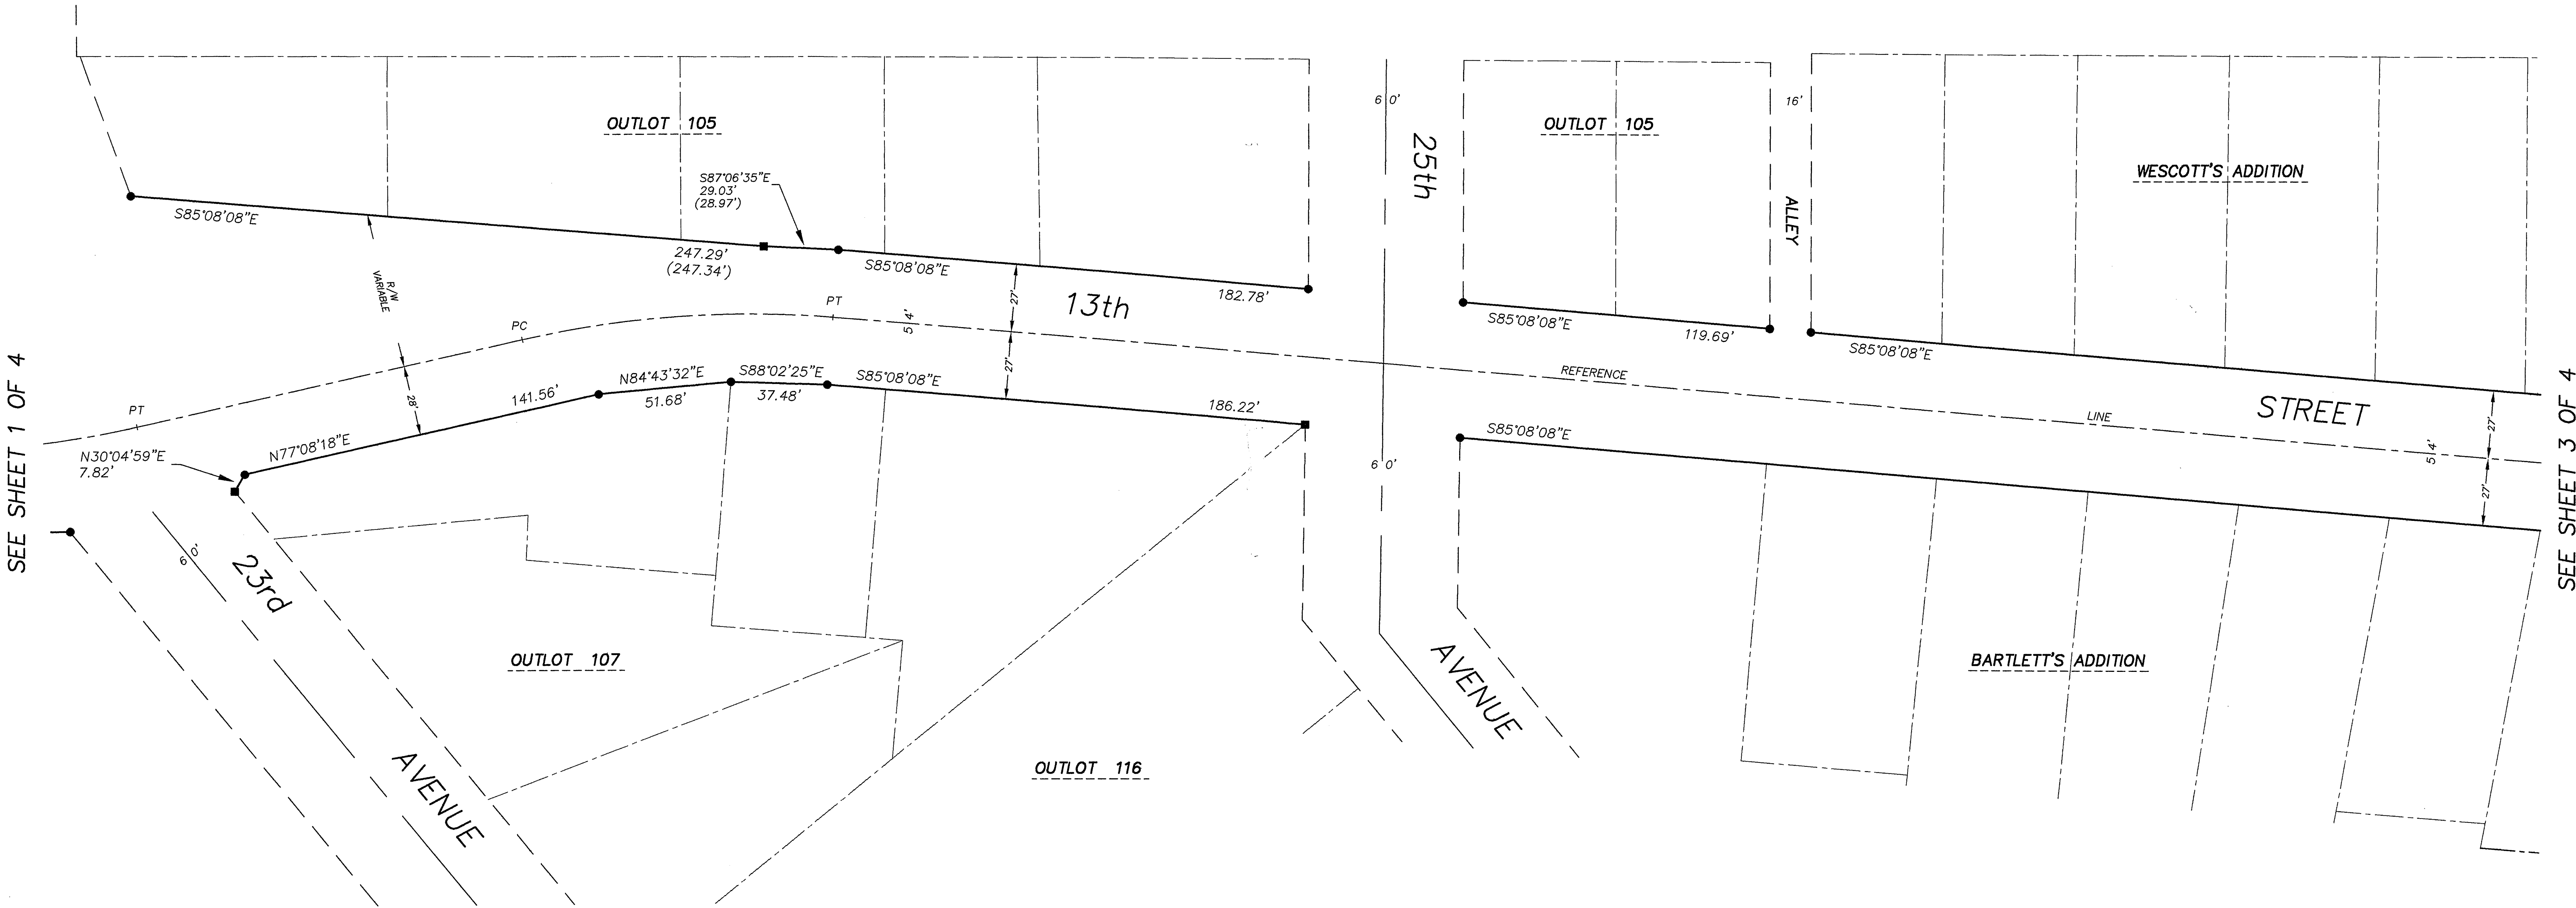 SEE SHEET 1 OF 4
OUTLOT 105
S87°06'35"E
29.03'
(28.97')
S85°08'08"E
247.29'
(247.34')
S85°08'08"E
182.78'
R/W
VARIABLE
PT
PC
PT
54'
27'
27'
13th
28'
N30°04'59"E
7.82'
N77°08'18"E
141.56'
N84°43'32"E
51.68'
S88°02'25"E
37.48'
S85°08'08"E
186.22'
60'
23rd
AVENUE
OUTLOT 107
OUTLOT 116
60'
25th
60'
AVENUE
OUTLOT 105
S85°08'08"E
119.69'
16'
ALLEY
WESCOTT'S ADDITION
S85°08'08"E
REFERENCE
LINE
STREET
54'
27'
27'
S85°08'08"E
BARTLETT'S ADDITION
SEE SHEET 3 OF 4